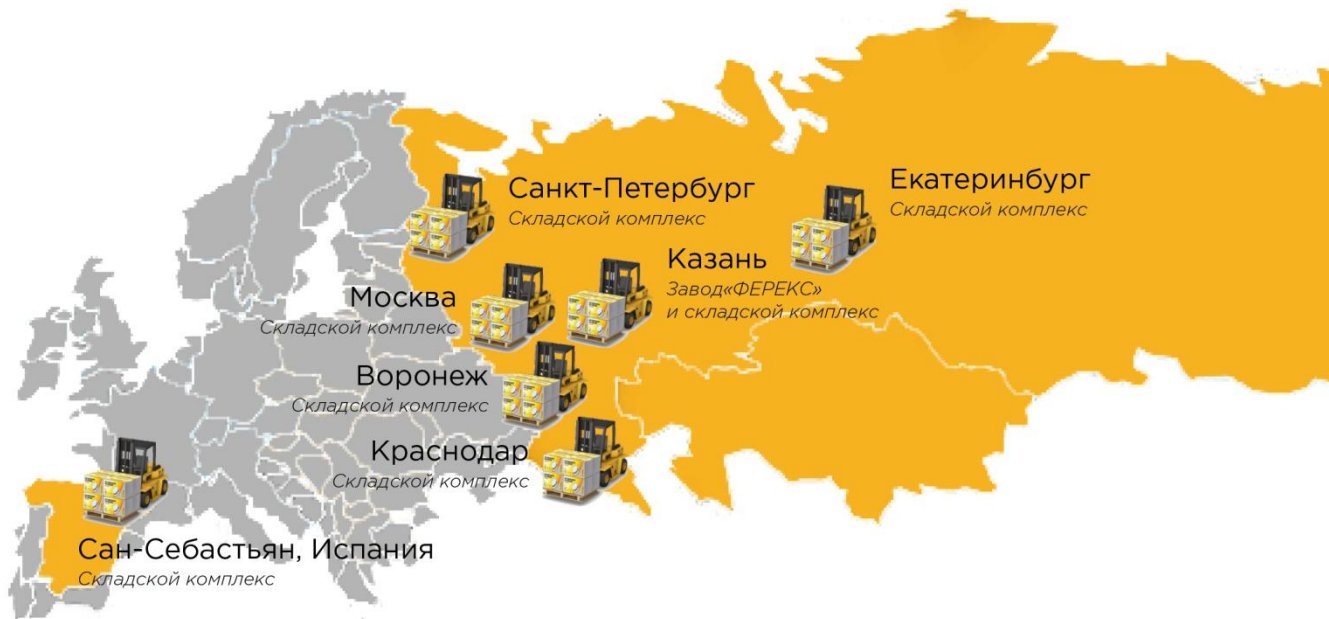 Санкт-Петербург
Складской комплекс
Екатеринбург
Складской комплекс
Казань
Завод«ФЕРЕКС»
и складской комплекс
Москва
Складской комплекс
Воронеж
Складской комплекс
Краснодар
Складской комплекс
Сан-Себастьян, Испания
Складской комплекс